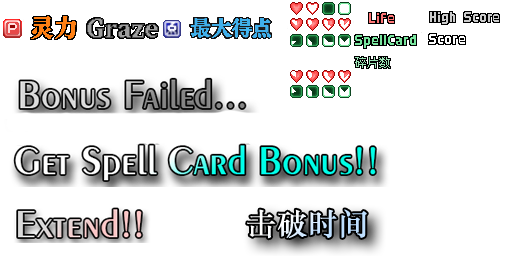 P 灵力 Graze 最大得点
Life
High Score
SpellCard
Score
碎片数
Bonus Failed...
Get Spell Card Bonus!!
Extend!!
击破时间